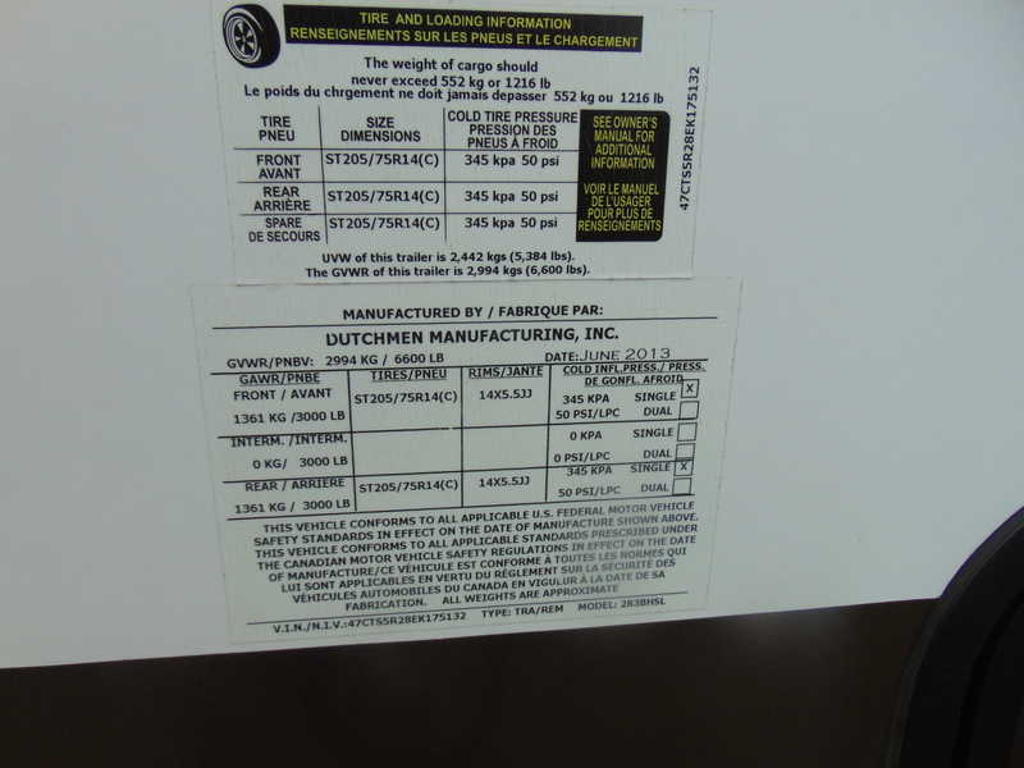 TIRE AND LOADING INFORMATION
RENSEIGNEMENTS SUR LES PNEUS ET LE CHARGEMENT
The weight of cargo should
never exceed 552 kg or 1216 lb
Le poids du chrgement ne doit jamais depasser 552 kg ou 1216 lb
TIRE PNEU SIZE DIMENSIONS COLD TIRE PRESSURE PRESSION DES PNEUS À FROID
FRONT AVANT ST205/75R14(C) 345 kpa 50 psi
REAR ARRIÈRE ST205/75R14(C) 345 kpa 50 psi
SPARE DE SECOURS ST205/75R14(C) 345 kpa 50 psi
SEE OWNER'S
MANUAL FOR
ADDITIONAL
INFORMATION
VOIR LE MANUEL
DE L'USAGER
POUR PLUS DE
RENSEIGNEMENTS
47CTS5R28EK175132
UVW of this trailer is 2,442 kgs (5,384 lbs).
The GVWR of this trailer is 2,994 kgs (6,600 lbs).
MANUFACTURED BY / FABRIQUE PAR:
DUTCHMEN MANUFACTURING, INC.
GVWR/PNBV: 2994 KG / 6600 LB DATE: JUNE 2013
GAWR/PNBE TIRES/PNEU RIMS/JANTE COLD INFL.PRESS./ PRESS. DE GONFL. AFROID
FRONT / AVANT ST205/75R14(C) 14X5.5JJ 345 KPA SINGLE X
1361 KG /3000 LB 50 PSI/LPC DUAL
INTERM. /INTERM. 0 KPA SINGLE
0 KG/ 3000 LB 0 PSI/LPC DUAL
REAR / ARRIERE ST205/75R14(C) 14X5.5JJ 345 KPA SINGLE X
1361 KG / 3000 LB 50 PSI/LPC DUAL
THIS VEHICLE CONFORMS TO ALL APPLICABLE U.S. FEDERAL MOTOR VEHICLE
SAFETY STANDARDS IN EFFECT ON THE DATE OF MANUFACTURE SHOWN ABOVE.
THIS VEHICLE CONFORMS TO ALL APPLICABLE STANDARDS PRESCRIBED UNDER
THE CANADIAN MOTOR VEHICLE SAFETY REGULATIONS IN EFFECT ON THE DATE
OF MANUFACTURE/CE VÉHICULE EST CONFORME À TOUTES LES NORMES QUI
LUI SONT APPLICABLES EN VERTU DU RÈGLEMENT SUR LA SÉCURITÉ DES
VÉHICULES AUTOMOBILES DU CANADA EN VIGULUR À LA DATE DE SA
FABRICATION. ALL WEIGHTS ARE APPROXIMATE
V.I.N./N.I.V.:47CTS5R28EK175132 TYPE: TRA/REM MODEL: 283BHSL